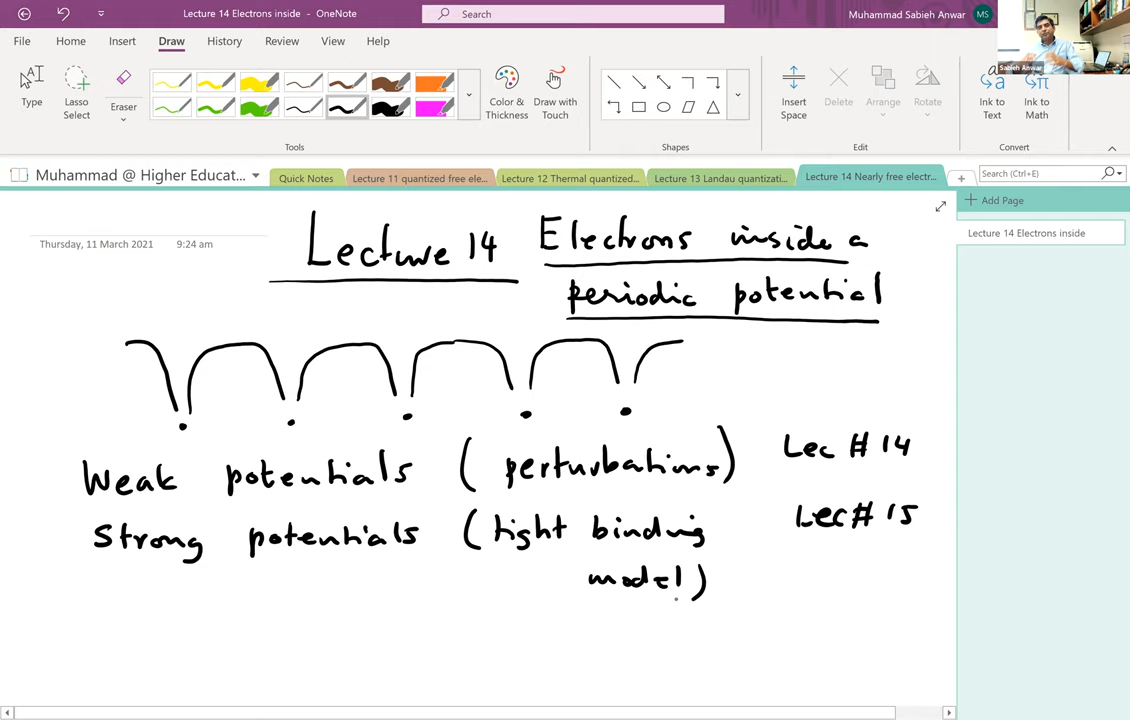 Lecture 14 Electrons inside - OneNote
Search
Muhammad Sabieh Anwar
MS
Sabieh Anwar
File
Home
Insert
Draw
History
Review
View
Help
Type
Lasso Select
Eraser
Color & Thickness
Draw with Touch
Insert Space
Delete
Arrange
Rotate
Ink to Text
Ink to Math
Tools
Shapes
Edit
Convert
Muhammad @ Higher Educat...
Quick Notes
Lecture 11 quantized free ele...
Lecture 12 Thermal quantized...
Lecture 13 Landau quantizati...
Lecture 14 Nearly free electr...
Search (Ctrl+E)
Add Page
Lecture 14 Electrons inside
Thursday, 11 March 2021
9:24 am
Lecture 14 Electrons inside a
periodic potential
Weak potentials (perturbations) Lec # 14
Strong potentials (tight binding Lec # 15
model)